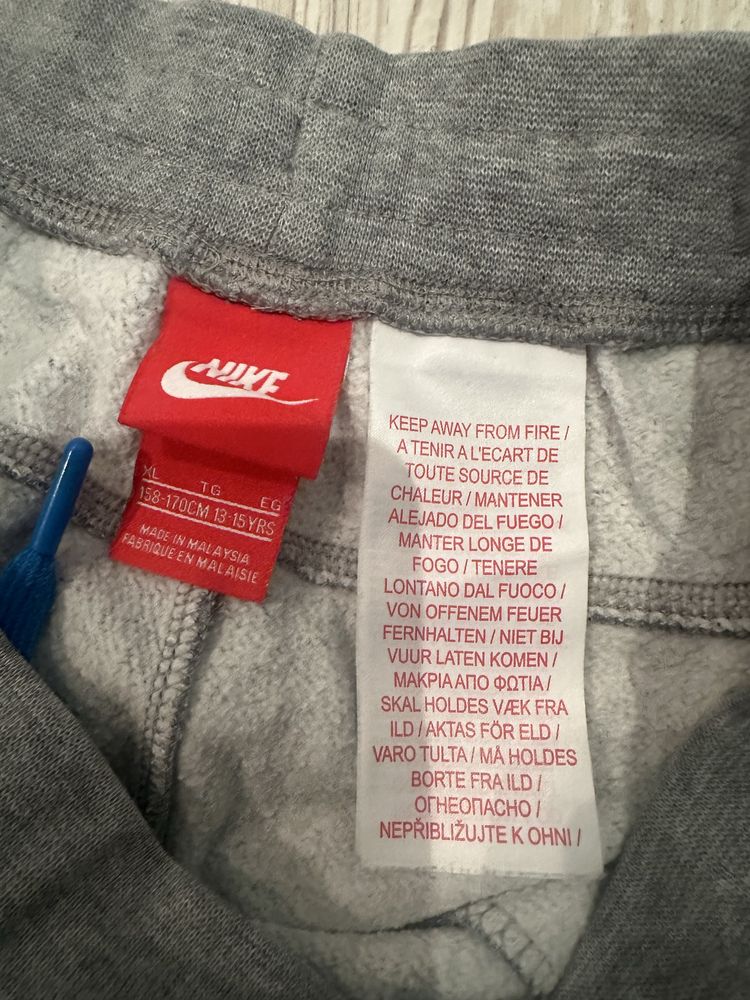 NIKE
XL TG EG
158-170CM 13-15YRS
MADE IN MALAYSIA
FABRIQUE EN MALAISIE
KEEP AWAY FROM FIRE /
A TENIR A L'ECART DE
TOUTE SOURCE DE
CHALEUR / MANTENER
ALEJADO DEL FUEGO /
MANTER LONGE DE
FOGO / TENERE
LONTANO DAL FUOCO /
VON OFFENEM FEUER
FERNHALTEN / NIET BIJ
VUUR LATEN KOMEN /
ΜΑΚΡΙΑ ΑΠΟ ΦΩΤΙΑ /
SKAL HOLDES VÆK FRA
ILD / AKTAS FÖR ELD /
VARO TULTA / MÅ HOLDES
BORTE FRA ILD /
ОГНЕОПАСНО /
NEPŘIBLIŽUJTE K OHNI /